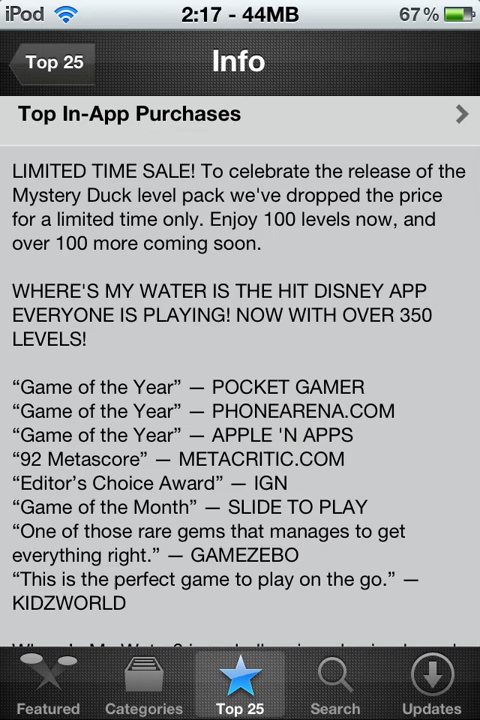 iPod 2:17 - 44MB 67%
Top 25 Info
Top In-App Purchases
LIMITED TIME SALE! To celebrate the release of the
Mystery Duck level pack we've dropped the price
for a limited time only. Enjoy 100 levels now, and
over 100 more coming soon.
WHERE'S MY WATER IS THE HIT DISNEY APP
EVERYONE IS PLAYING! NOW WITH OVER 350
LEVELS!
“Game of the Year” — POCKET GAMER
“Game of the Year” — PHONEARENA.COM
“Game of the Year” — APPLE 'N APPS
“92 Metascore” — METACRITIC.COM
“Editor’s Choice Award” — IGN
“Game of the Month” — SLIDE TO PLAY
“One of those rare gems that manages to get
everything right.” — GAMEZEBO
“This is the perfect game to play on the go.” —
KIDZWORLD
Featured Categories Top 25 Search Updates